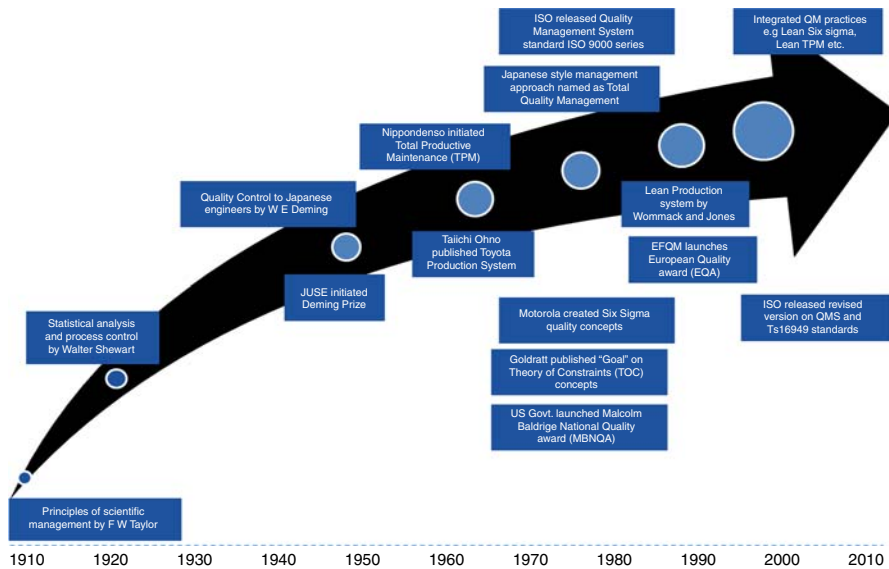 ISO released Quality
Management System
standard ISO 9000 series
Integrated QM practices
e.g Lean Six sigma,
Lean TPM etc.
Japanese style management
approach named as Total
Quality Management
Nippondenso initiated
Total Productive
Maintenance (TPM)
Quality Control to Japanese
engineers by W E Deming
Lean Production
system by
Wommack and Jones
Taiichi Ohno
published Toyota
Production System
EFQM launches
European Quality
award (EQA)
JUSE initiated
Deming Prize
Statistical analysis
and process control
by Walter Shewart
Motorola created Six Sigma
quality concepts
ISO released revised
version on QMS and
Ts16949 standards
Goldratt published “Goal” on
Theory of Constraints (TOC)
concepts
US Govt. launched Malcolm
Baldrige National Quality
award (MBNQA)
Principles of scientific
management by F W Taylor
1910 1920 1930 1940 1950 1960 1970 1980 1990 2000 2010